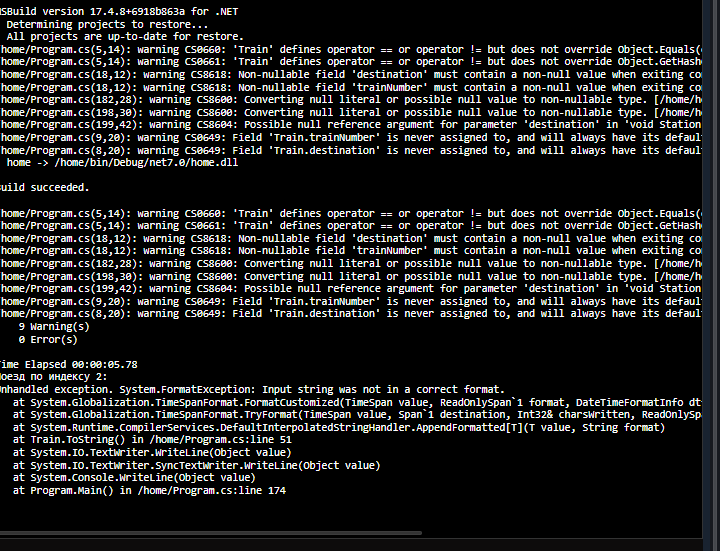 MSBuild version 17.4.8+6918b863a for .NET
Determining projects to restore...
All projects are up-to-date for restore.
home/Program.cs(5,14): warning CS0660: 'Train' defines operator == or operator != but does not override Object.Equals(
home/Program.cs(5,14): warning CS0661: 'Train' defines operator == or operator != but does not override Object.GetHash
home/Program.cs(18,12): warning CS8618: Non-nullable field 'destination' must contain a non-null value when exiting co
home/Program.cs(18,12): warning CS8618: Non-nullable field 'trainNumber' must contain a non-null value when exiting co
home/Program.cs(182,28): warning CS8600: Converting null literal or possible null value to non-nullable type. [/home/h
home/Program.cs(198,30): warning CS8600: Converting null literal or possible null value to non-nullable type. [/home/h
home/Program.cs(199,42): warning CS8604: Possible null reference argument for parameter 'destination' in 'void Station
home/Program.cs(9,20): warning CS0649: Field 'Train.trainNumber' is never assigned to, and will always have its defaul
home/Program.cs(8,20): warning CS0649: Field 'Train.destination' is never assigned to, and will always have its defaul
home -> /home/bin/Debug/net7.0/home.dll
Build succeeded.
home/Program.cs(5,14): warning CS0660: 'Train' defines operator == or operator != but does not override Object.Equals(
home/Program.cs(5,14): warning CS0661: 'Train' defines operator == or operator != but does not override Object.GetHash
home/Program.cs(18,12): warning CS8618: Non-nullable field 'destination' must contain a non-null value when exiting co
home/Program.cs(18,12): warning CS8618: Non-nullable field 'trainNumber' must contain a non-null value when exiting co
home/Program.cs(182,28): warning CS8600: Converting null literal or possible null value to non-nullable type. [/home/h
home/Program.cs(198,30): warning CS8600: Converting null literal or possible null value to non-nullable type. [/home/h
home/Program.cs(199,42): warning CS8604: Possible null reference argument for parameter 'destination' in 'void Station
home/Program.cs(9,20): warning CS0649: Field 'Train.trainNumber' is never assigned to, and will always have its defaul
home/Program.cs(8,20): warning CS0649: Field 'Train.destination' is never assigned to, and will always have its defaul
9 Warning(s)
0 Error(s)
Time Elapsed 00:00:05.78
Поезд по индексу 2:
Unhandled exception. System.FormatException: Input string was not in a correct format.
at System.Globalization.TimeSpanFormat.FormatCustomized(TimeSpan value, ReadOnlySpan`1 format, DateTimeFormatInfo dt
at System.Globalization.TimeSpanFormat.TryFormat(TimeSpan value, Span`1 destination, Int32& charsWritten, ReadOnlySp
at System.Runtime.CompilerServices.DefaultInterpolatedStringHandler.AppendFormatted[T](T value, String format)
at Train.ToString() in /home/Program.cs:line 51
at System.IO.TextWriter.WriteLine(Object value)
at System.IO.TextWriter.SyncTextWriter.WriteLine(Object value)
at System.Console.WriteLine(Object value)
at Program.Main() in /home/Program.cs:line 174